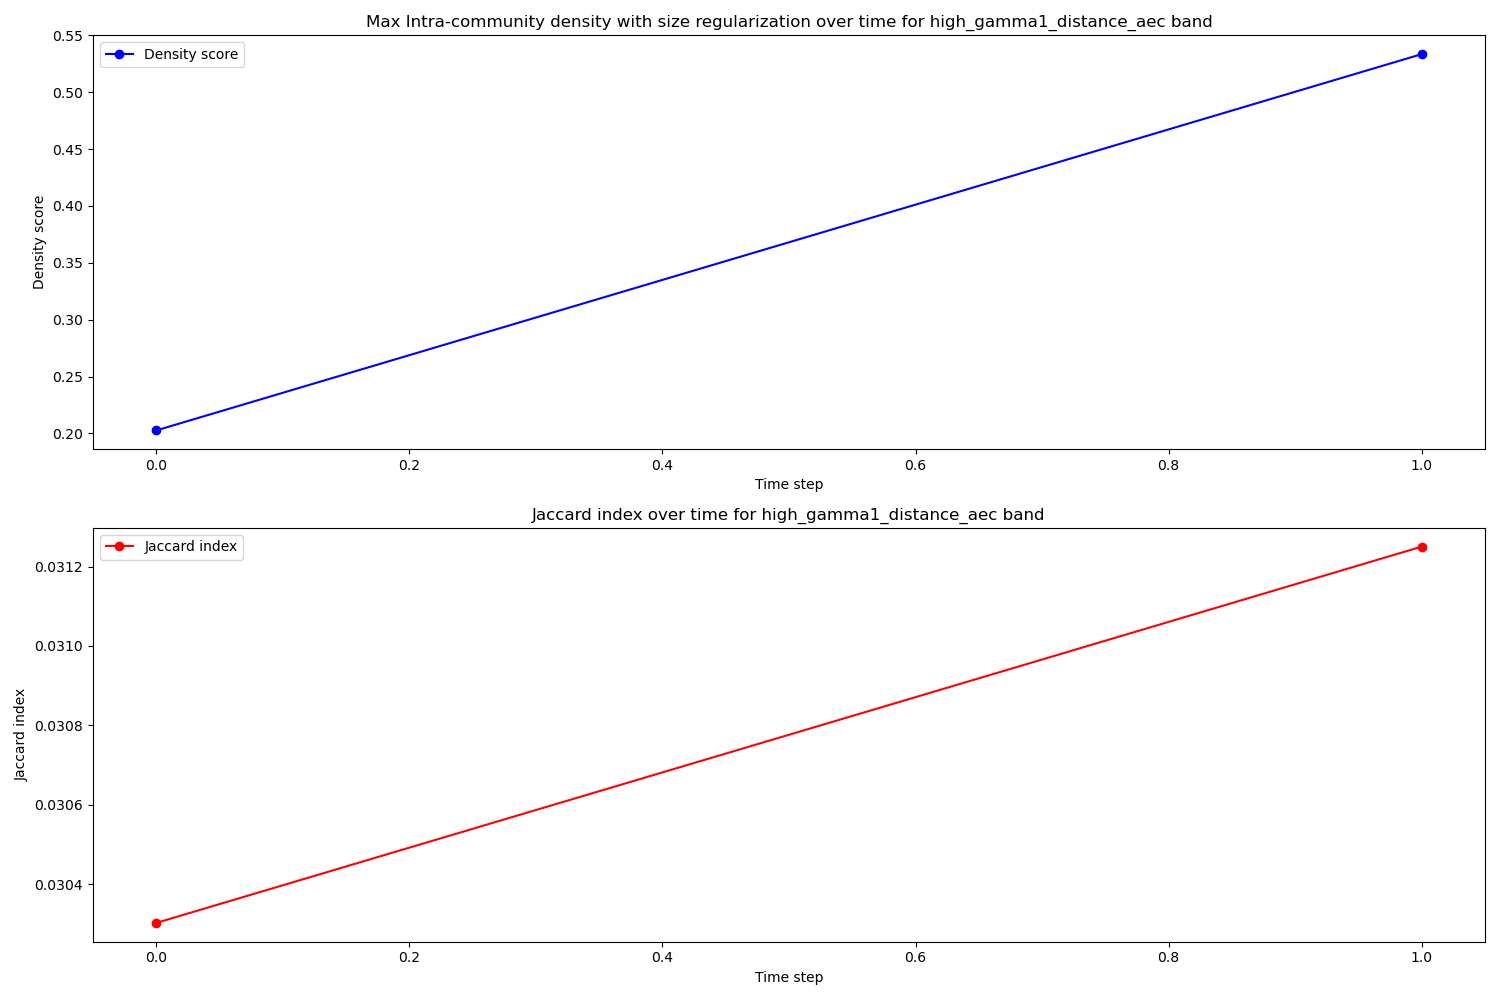 Max Intra-community density with size regularization over time for high_gamma1_distance_aec band
0.55
Density score
0.50
0.45
0.40
0.35
0.30
0.25
0.20
Density score
0.0 0.2 0.4 0.6 0.8 1.0
Time step
Jaccard index over time for high_gamma1_distance_aec band
Jaccard index
0.0312
0.0310
0.0308
0.0306
0.0304
Jaccard index
0.0 0.2 0.4 0.6 0.8 1.0
Time step